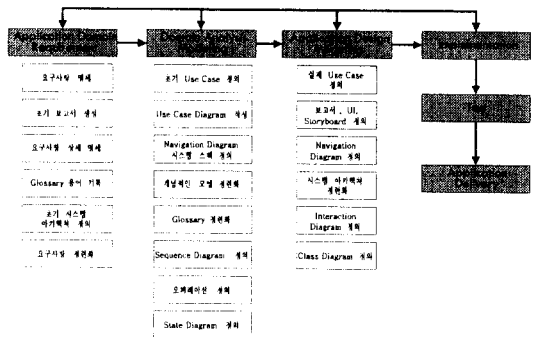 요구사항 명세
초기 보고서 생성
요구사항 상세 명세
Glossary 용어 기록
초기 시스템
아키텍쳐 정의
요구사항 정련화
초기 Use Case 정의
Use Case Diagram 작성
Navigation Diagram
시스템 스펙 정의
개념적인 모델 정련화
Glossary 정련화
Sequence Diagram 정의
오퍼레이션 정의
State Diagram 정의
실제 Use Case
정의
보고서, UI,
Storyboard 정의
Navigation
Diagram 정의
시스템 아키텍쳐
정련화
Interaction
Diagram 정의
Class Diagram 정의